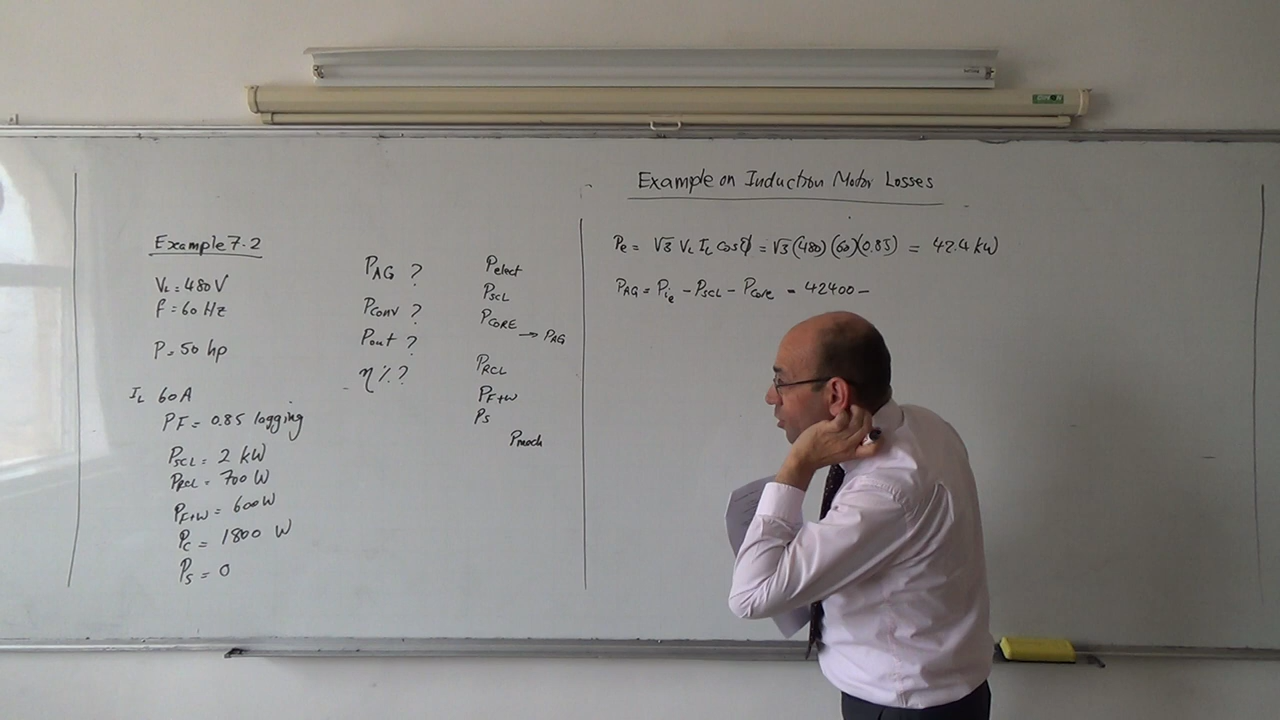 Example on Induction Motor Losses
Example 7.2
VL = 480 V
f = 60 Hz
P = 50 hp
IL 60A
PF = 0.85 lagging
PSCL = 2 kW
PRCL = 700 W
PF+W = 600W
PC = 1800 W
PS = 0
PAG ?
PConv ?
Pout ?
η % ?
Pelect
PSCL
PCORE
→ PAG
PRCL
PF+W
PS
Pmech
Pe = √3 VL IL Cosϕ = √3 (480) (60)(0.85) = 42.4 kW
PAG = Pie - PSCL - PCore = 42400 -